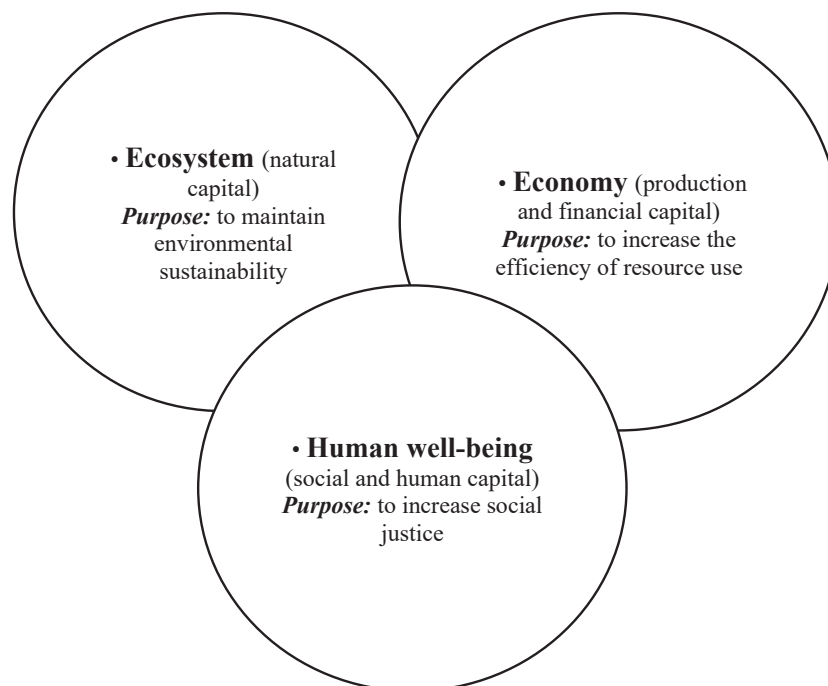 • Ecosystem (natural
capital)
Purpose: to maintain
environmental
sustainability
• Economy (production
and financial capital)
Purpose: to increase the
efficiency of resource use
• Human well-being
(social and human capital)
Purpose: to increase social
justice